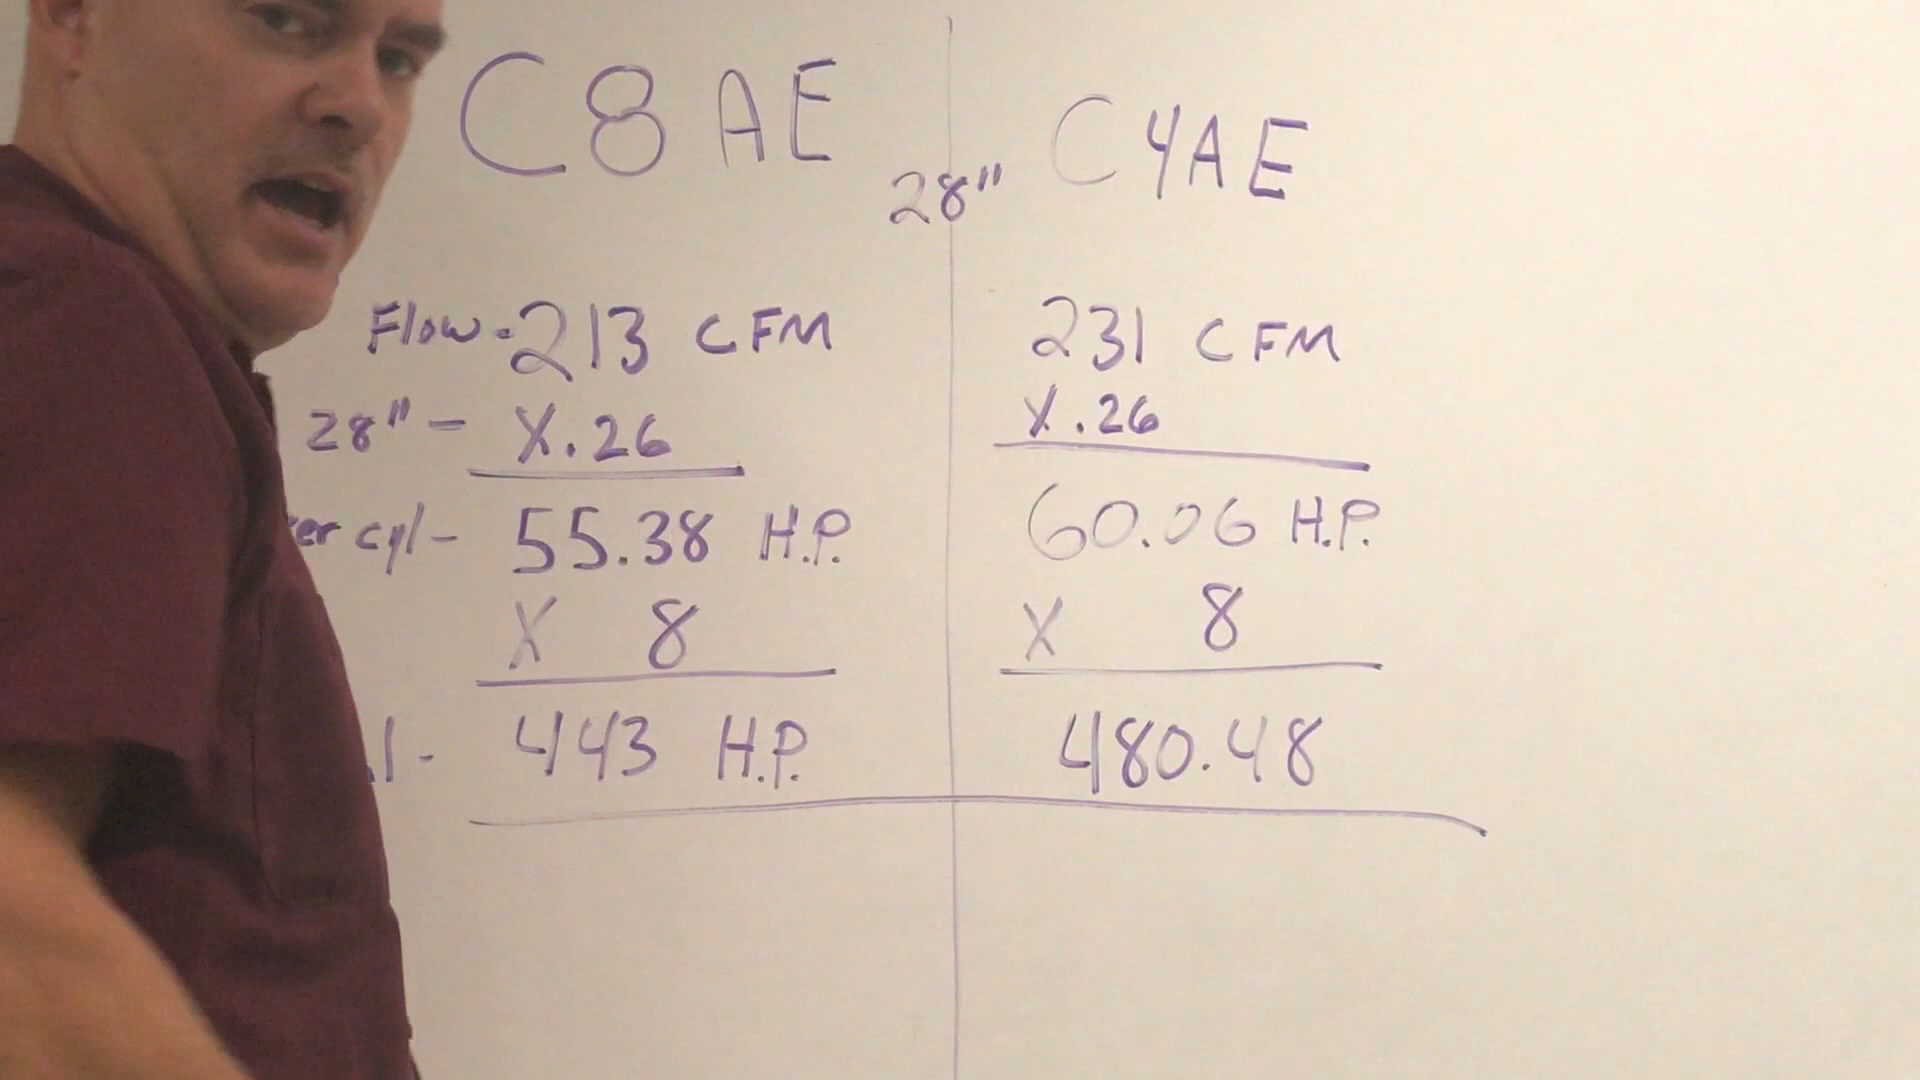 C8AE
28"
C4AE
Flow - 213 CFM
28" - X .26
cyl - 55.38 H.P.
X 8
443 H.P.
231 CFM
X .26
60.06 H.P.
X 8
480.48